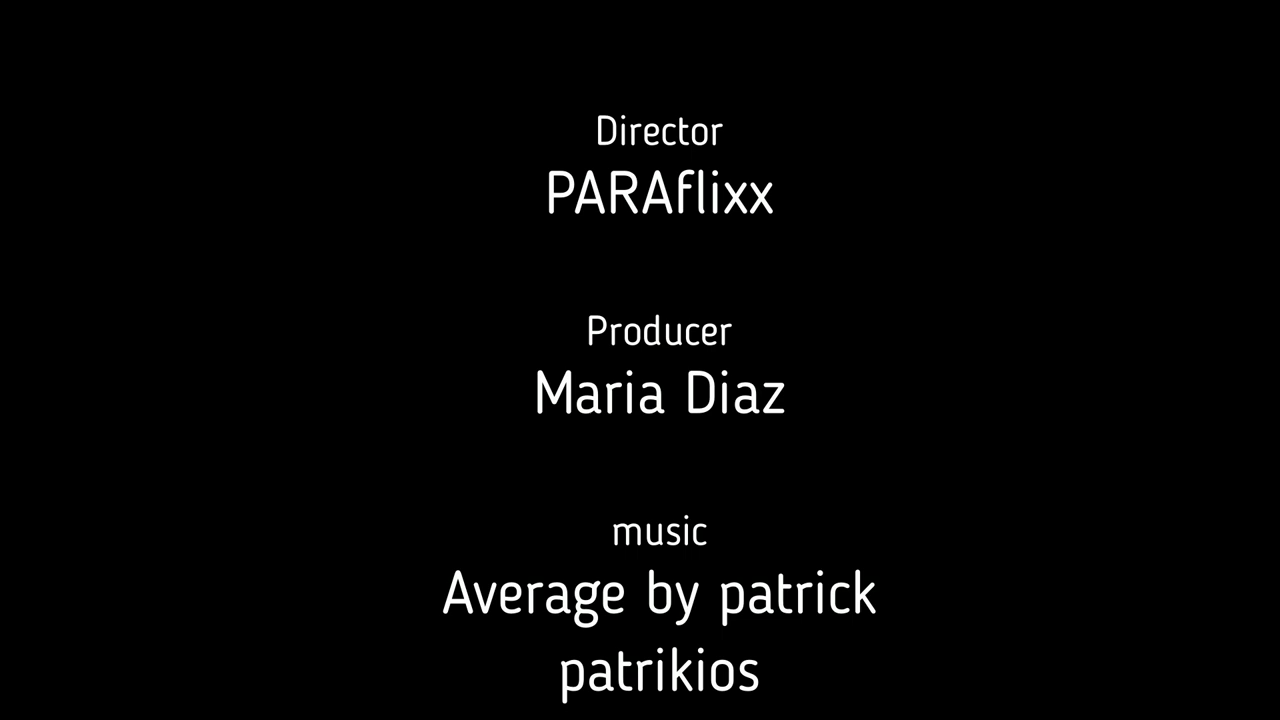 Director
PARAflixx
Producer
Maria Diaz
music
Average by patrick
patrikios